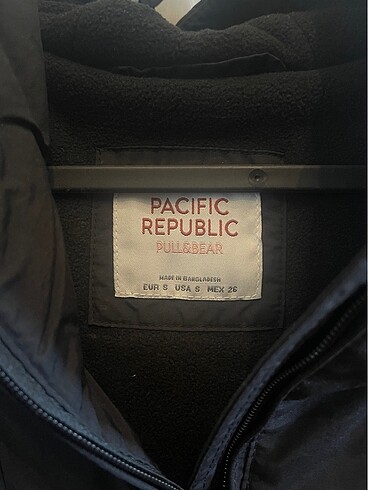 PACIFIC
REPUBLIC
PULL&BEAR
MADE IN BANGLADESH
EUR S USA S MEX 26